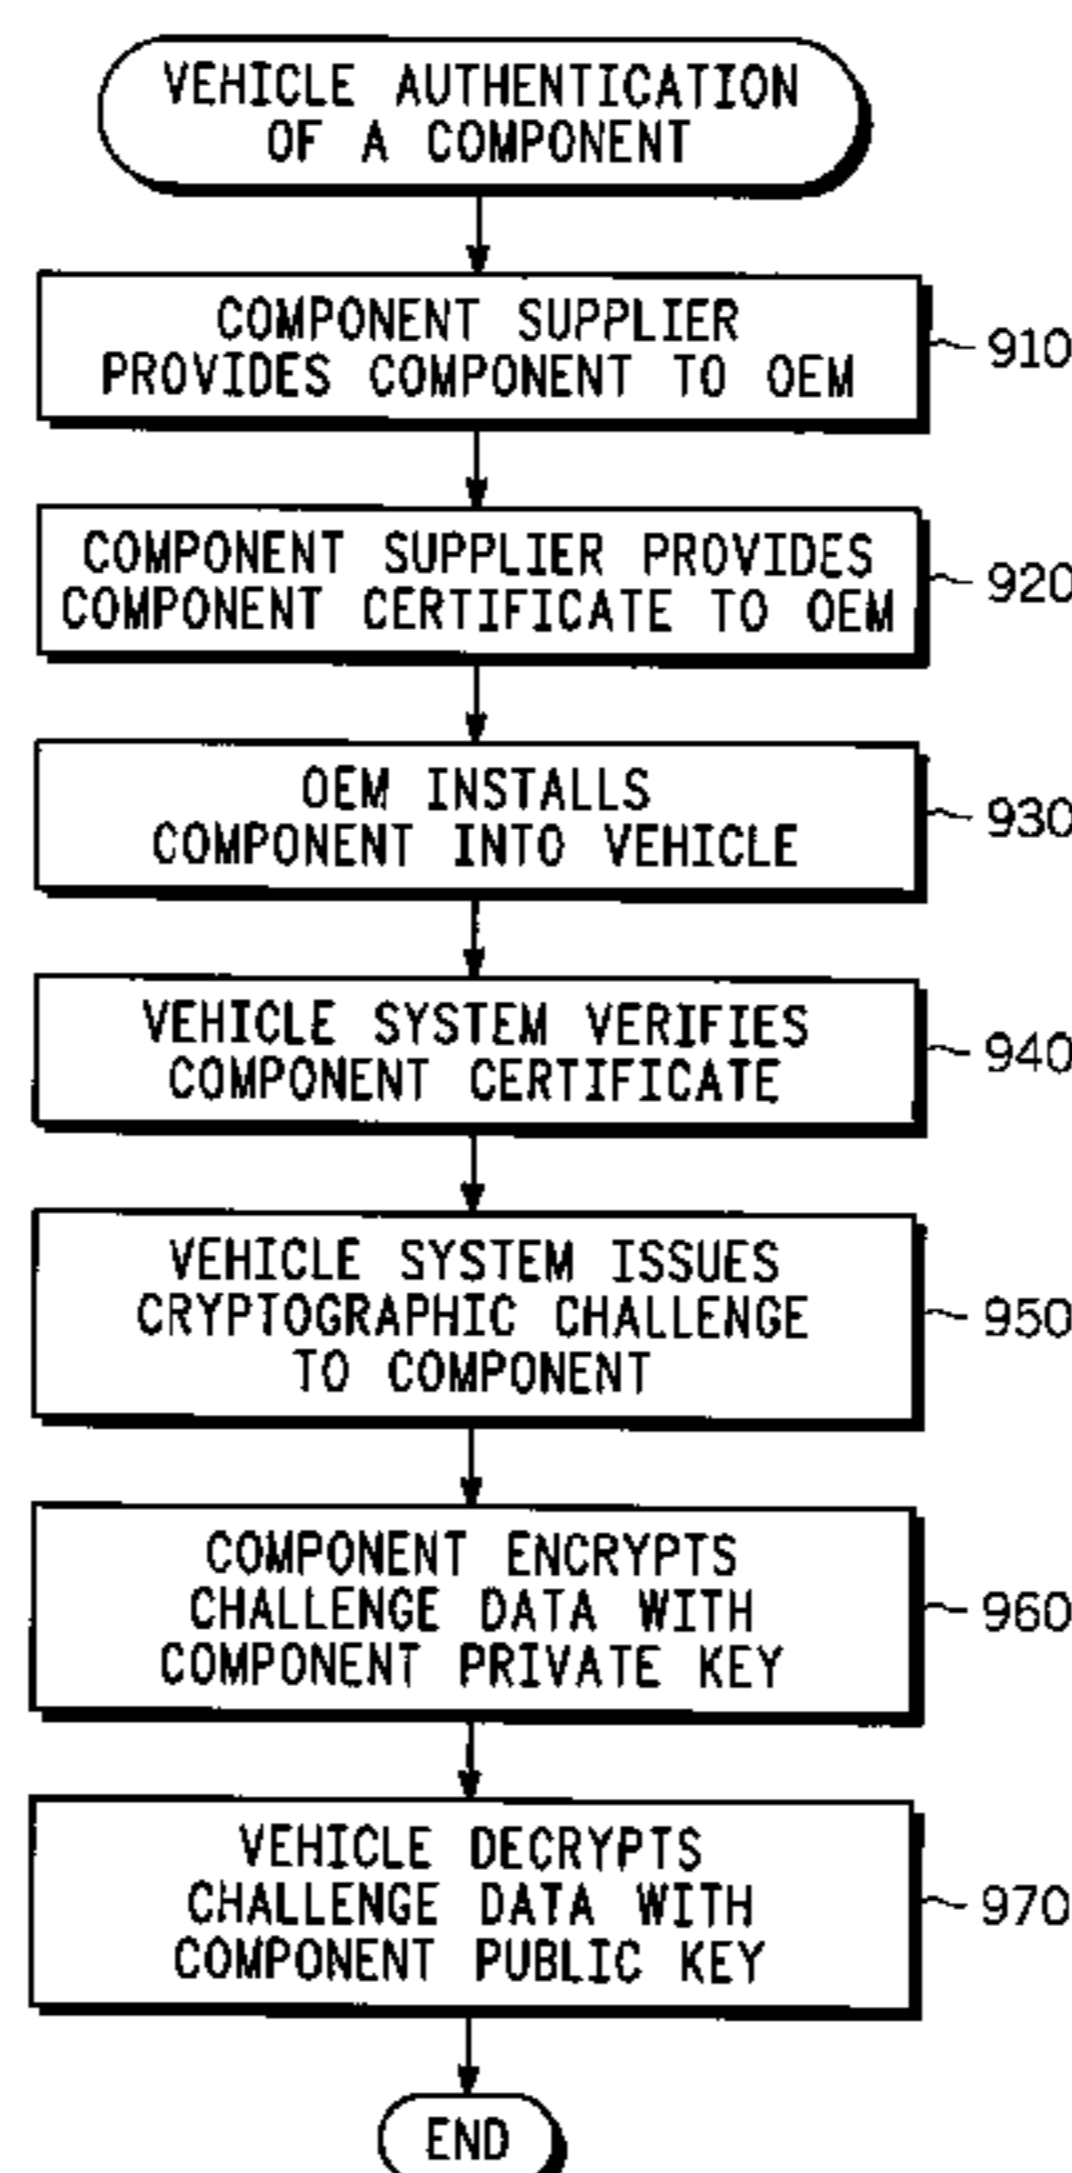 VEHICLE AUTHENTICATION
OF A COMPONENT
COMPONENT SUPPLIER
PROVIDES COMPONENT TO OEM
910
COMPONENT SUPPLIER PROVIDES
COMPONENT CERTIFICATE TO OEM
920
OEM INSTALLS
COMPONENT INTO VEHICLE
930
VEHICLE SYSTEM VERIFIES
COMPONENT CERTIFICATE
940
VEHICLE SYSTEM ISSUES
CRYPTOGRAPHIC CHALLENGE
TO COMPONENT
950
COMPONENT ENCRYPTS
CHALLENGE DATA WITH
COMPONENT PRIVATE KEY
960
VEHICLE DECRYPTS
CHALLENGE DATA WITH
COMPONENT PUBLIC KEY
970
END